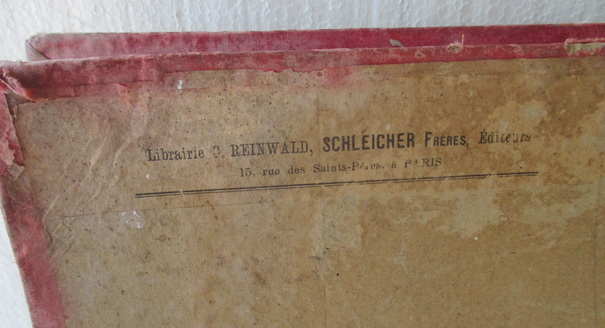 Librairie C. REINWALD, SCHLEICHER FRÈRES, Éditeurs
15, rue des Saints-Pères, à PARIS